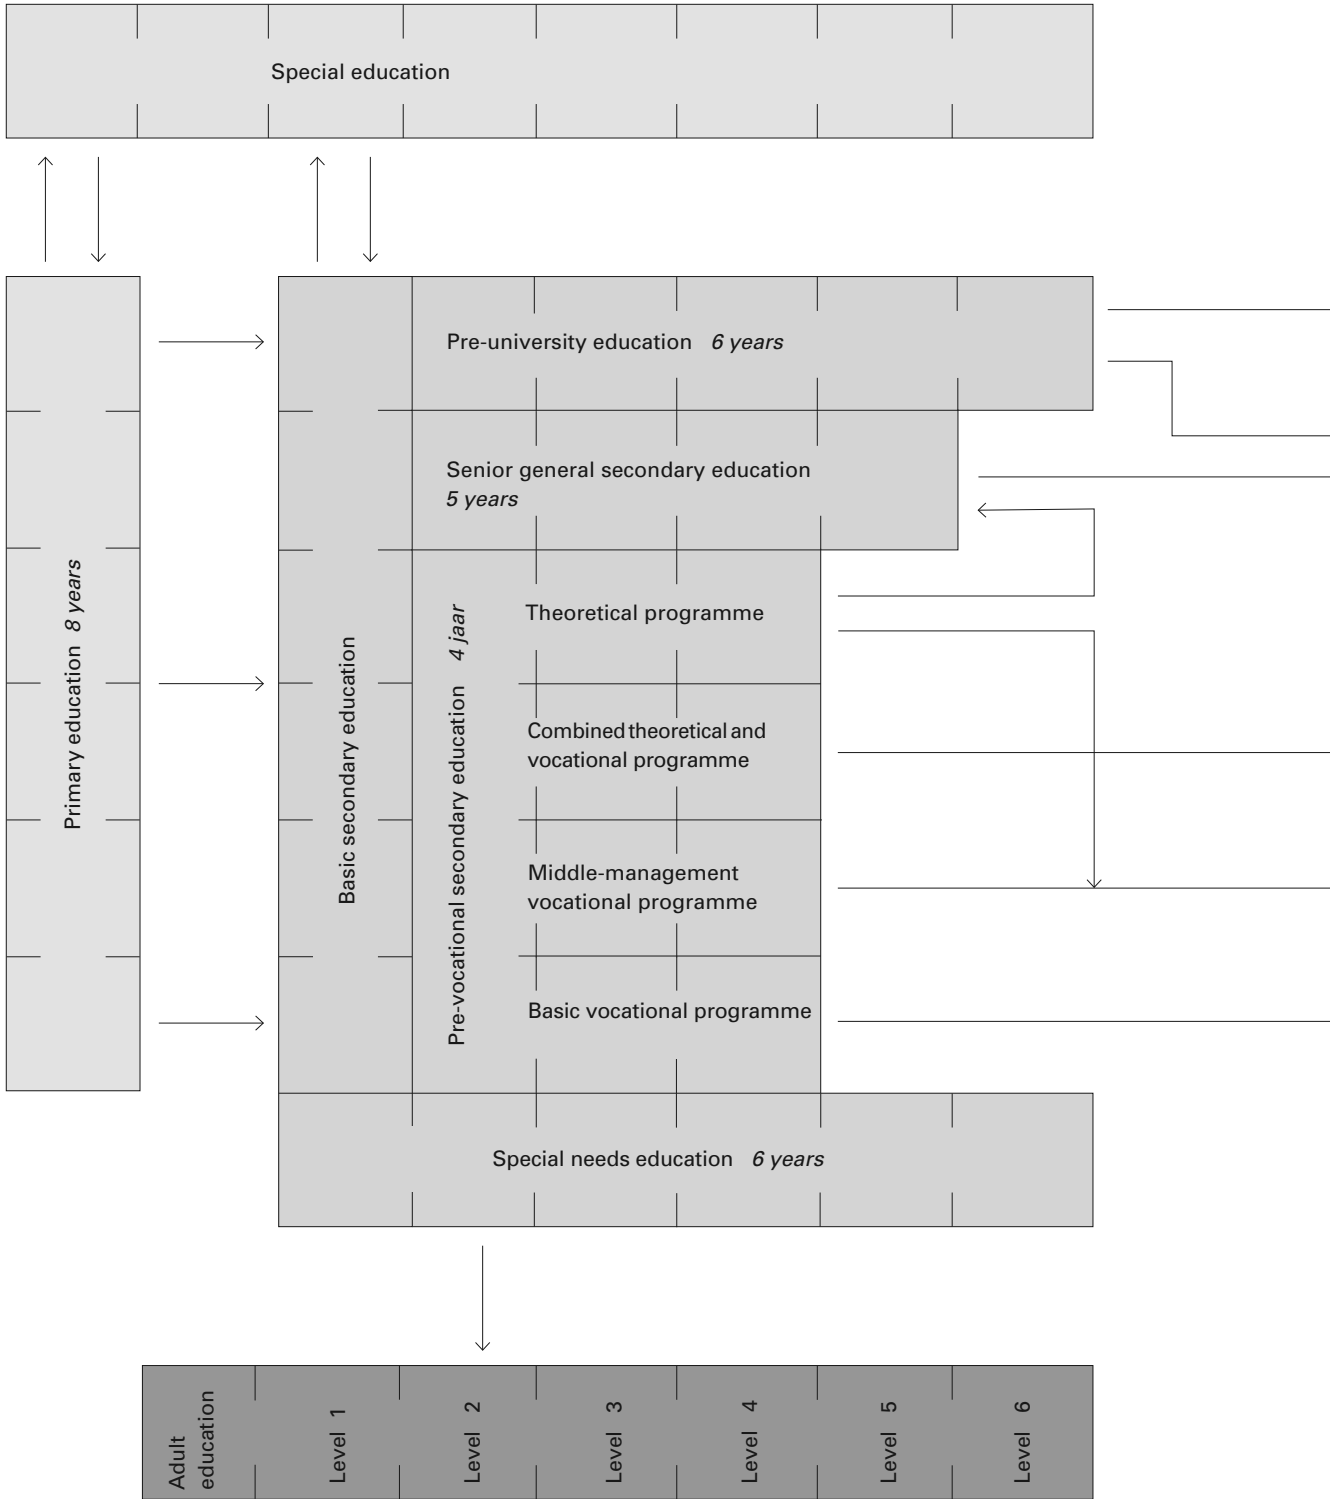 Special education
Pre-university education 6 years
Senior general secondary education
5 years
Primary education 8 years
Basic secondary education
Pre-vocational secondary education 4 jaar
Theoretical programme
Combined theoretical and
vocational programme
Middle-management
vocational programme
Basic vocational programme
Special needs education 6 years
Adult
education
Level 1
Level 2
Level 3
Level 4
Level 5
Level 6